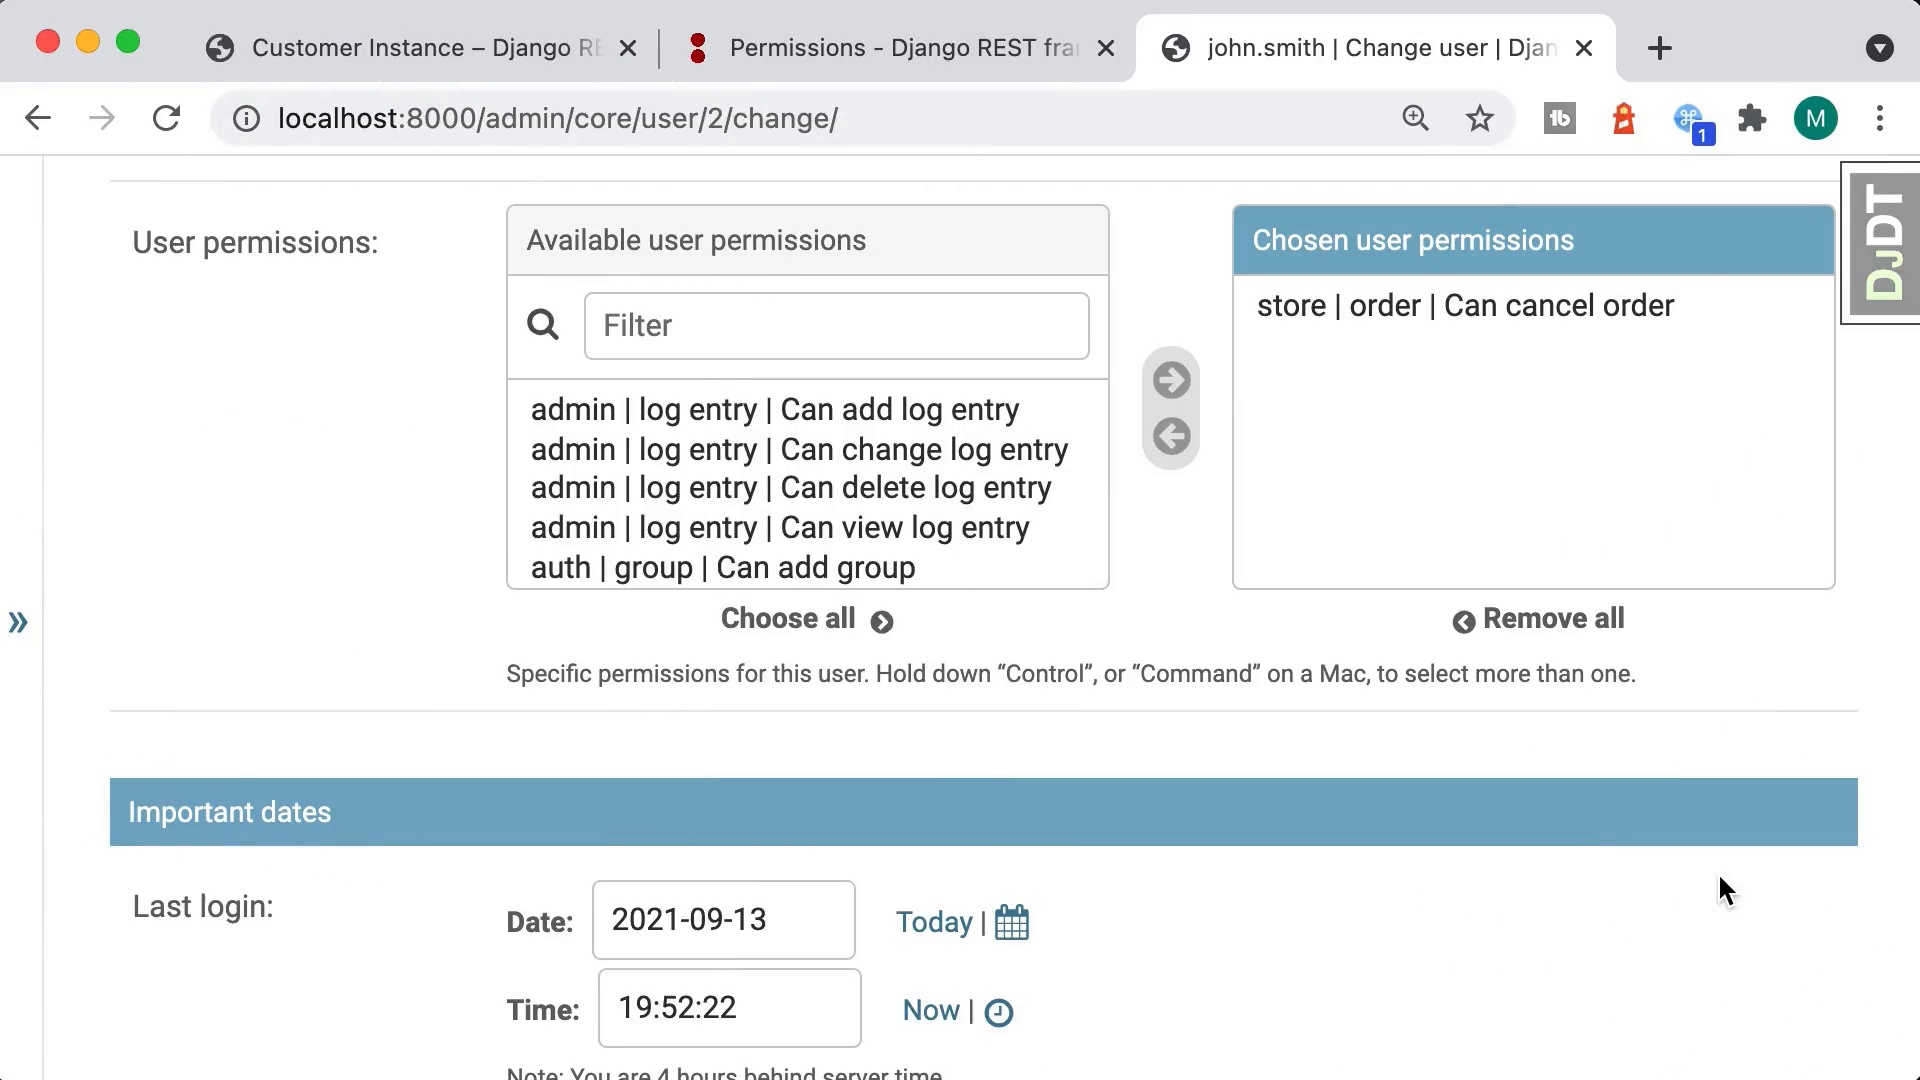 Customer Instance – Django RE
Permissions - Django REST fra
john.smith | Change user | Djan
localhost:8000/admin/core/user/2/change/
1
M
DJDT
User permissions:
Available user permissions
Filter
admin | log entry | Can add log entry
admin | log entry | Can change log entry
admin | log entry | Can delete log entry
admin | log entry | Can view log entry
auth | group | Can add group
Choose all
Chosen user permissions
store | order | Can cancel order
Remove all
Specific permissions for this user. Hold down “Control”, or “Command” on a Mac, to select more than one.
Important dates
Last login:
Date: 2021-09-13 Today |
Time: 19:52:22 Now |
Note: You are 4 hours behind server time.